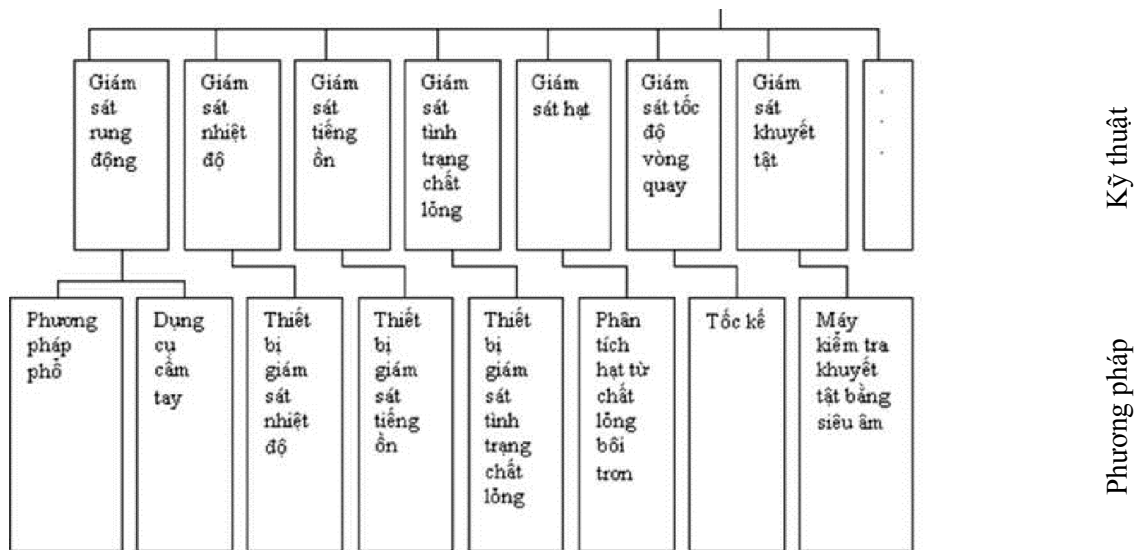 Giám
sát
rung
động
Giám
sát
nhiệt
độ
Giám
sát
tiếng
ồn
Giám
sát
tình
trạng
chất
lỏng
Giám
sát hạt
Giám
sát tốc
độ
vòng
quay
Giám
sát
khuyết
tật
.
.
.
Kỹ thuật
Phương
pháp
phổ
Dụng
cụ
cầm
tay
Thiết
bị
giám
sát
nhiệt
độ
Thiết
bị
giám
sát
tiếng
ồn
Thiết
bị
giám
sát
tình
trạng
chất
lỏng
Phân
tích
hạt từ
chất
lỏng
bôi
trơn
Tốc kế
Máy
kiểm tra
khuyết
tật bằng
siêu âm
Phương pháp